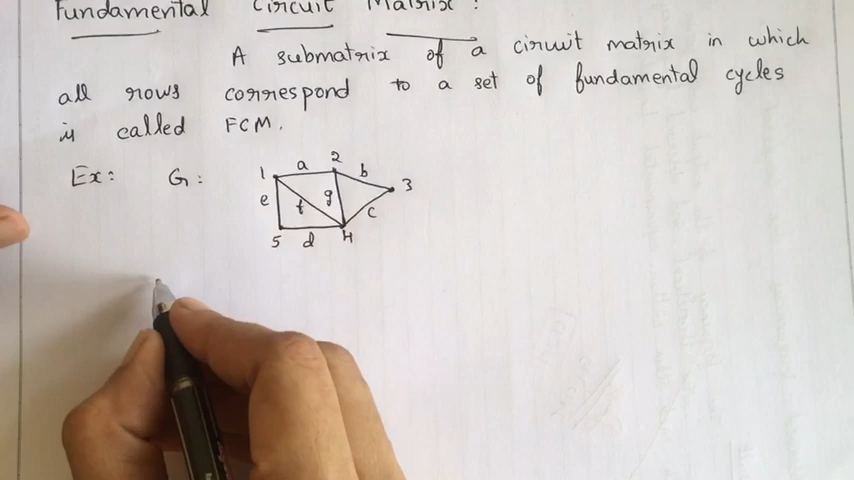 Fundamental Circuit Matrix :
A submatrix of a ciruit matrix in which
all rows correspond to a set of fundamental cycles
is called FCM.
Ex: G:
1 a 2 b 3
e f g c
5 d 4